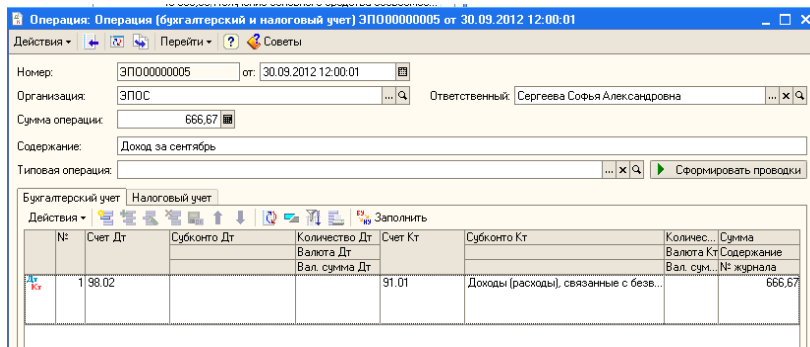 Операция: Операция (бухгалтерский и налоговый учет) ЭПО00000005 от 30.09.2012 12:00:01
Действия Перейти ? Советы
Номер: ЭПО00000005 от: 30.09.2012 12:00:01
Организация: ЭПОС ... Ответственный: Сергеева Софья Александровна ... x
Сумма операции: 666,67
Содержание: Доход за сентябрь
Типовая операция: ... x Сформировать проводки
Бухгалтерский учет Налоговый учет
Действия Заполнить
№ Счет Дт Субконто Дт Количество Дт Счет Кт Субконто Кт Количес... Сумма
Валюта Дт Валюта Кт Содержание
Вал. сумма Дт Вал. сум... № журнала
Дт Кт 1 98.02 91.01 Доходы (расходы), связанные с безв... 666,67